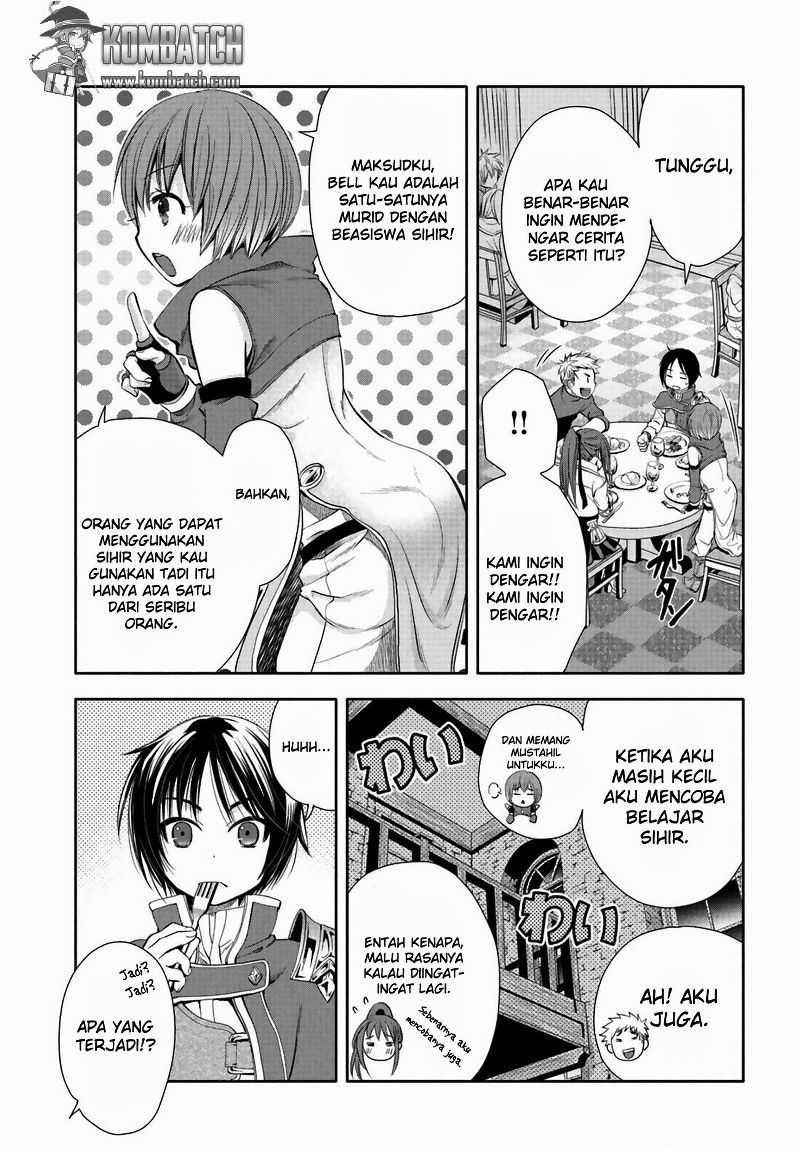 KOMBATCH
www.kombatch.com
TUNGGU,
APA KAU
BENAR-BENAR
INGIN MENDE-
NGAR CERITA
SEPERTI ITU?
!!
KAMI INGIN
DENGAR!!
KAMI INGIN
DENGAR!!
ガタン
MAKSUDKU,
BELL KAU ADALAH
SATU-SATUNYA
MURID DENGAN
BEASISWA SIHIR!
BAHKAN,
ORANG YANG DAPAT
MENGGUNAKAN
SIHIR YANG KAU
GUNAKAN TADI ITU
HANYA ADA SATU
DARI SERIBU
ORANG.
KETIKA AKU
MASIH KECIL
AKU MENCOBA
BELAJAR
SIHIR.
DAN MEMANG
MUSTAHIL
UNTUKKU...
わい
わい
AH! AKU
JUGA.
ENTAH KENAPA,
MALU RASANYA
KALAU DIINGAT-
INGAT LAGI.
Sebenarnya aku
mencobanya juga.
HUHH...
Jadi?
Jadi?
APA YANG
TERJADI!?